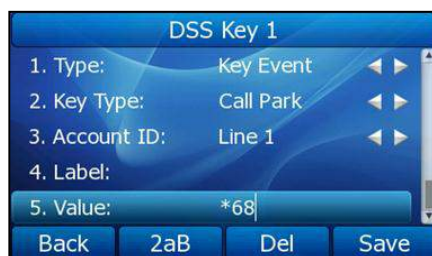 DSS Key 1
1. Type: Key Event
2. Key Type: Call Park
3. Account ID: Line 1
4. Label:
5. Value: *68
Back 2aB Del Save